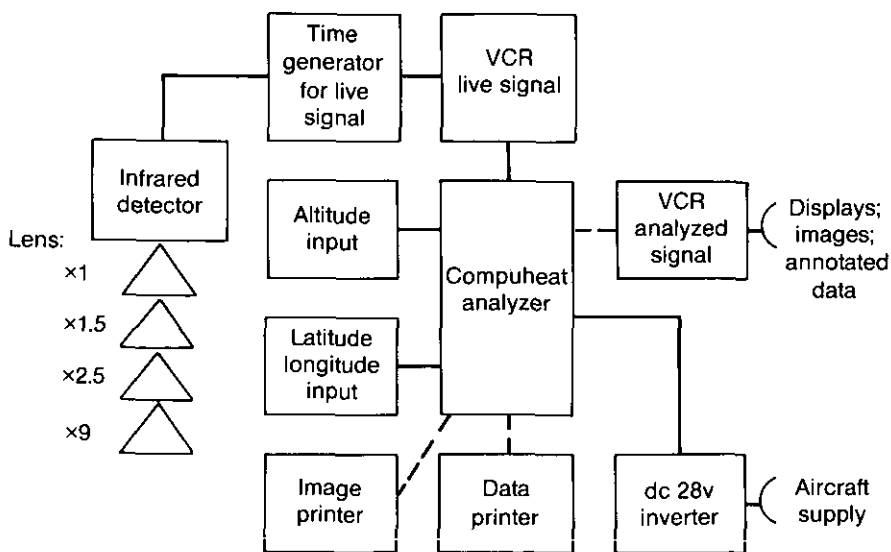 Time
generator
for live
signal
VCR
live signal
Infrared
detector
Altitude
input
VCR
analyzed
signal
Displays;
images;
annotated
data
Lens:
×1
×1.5
×2.5
×9
Compuheat
analyzer
Latitude
longitude
input
Image
printer
Data
printer
dc 28v
inverter
Aircraft
supply